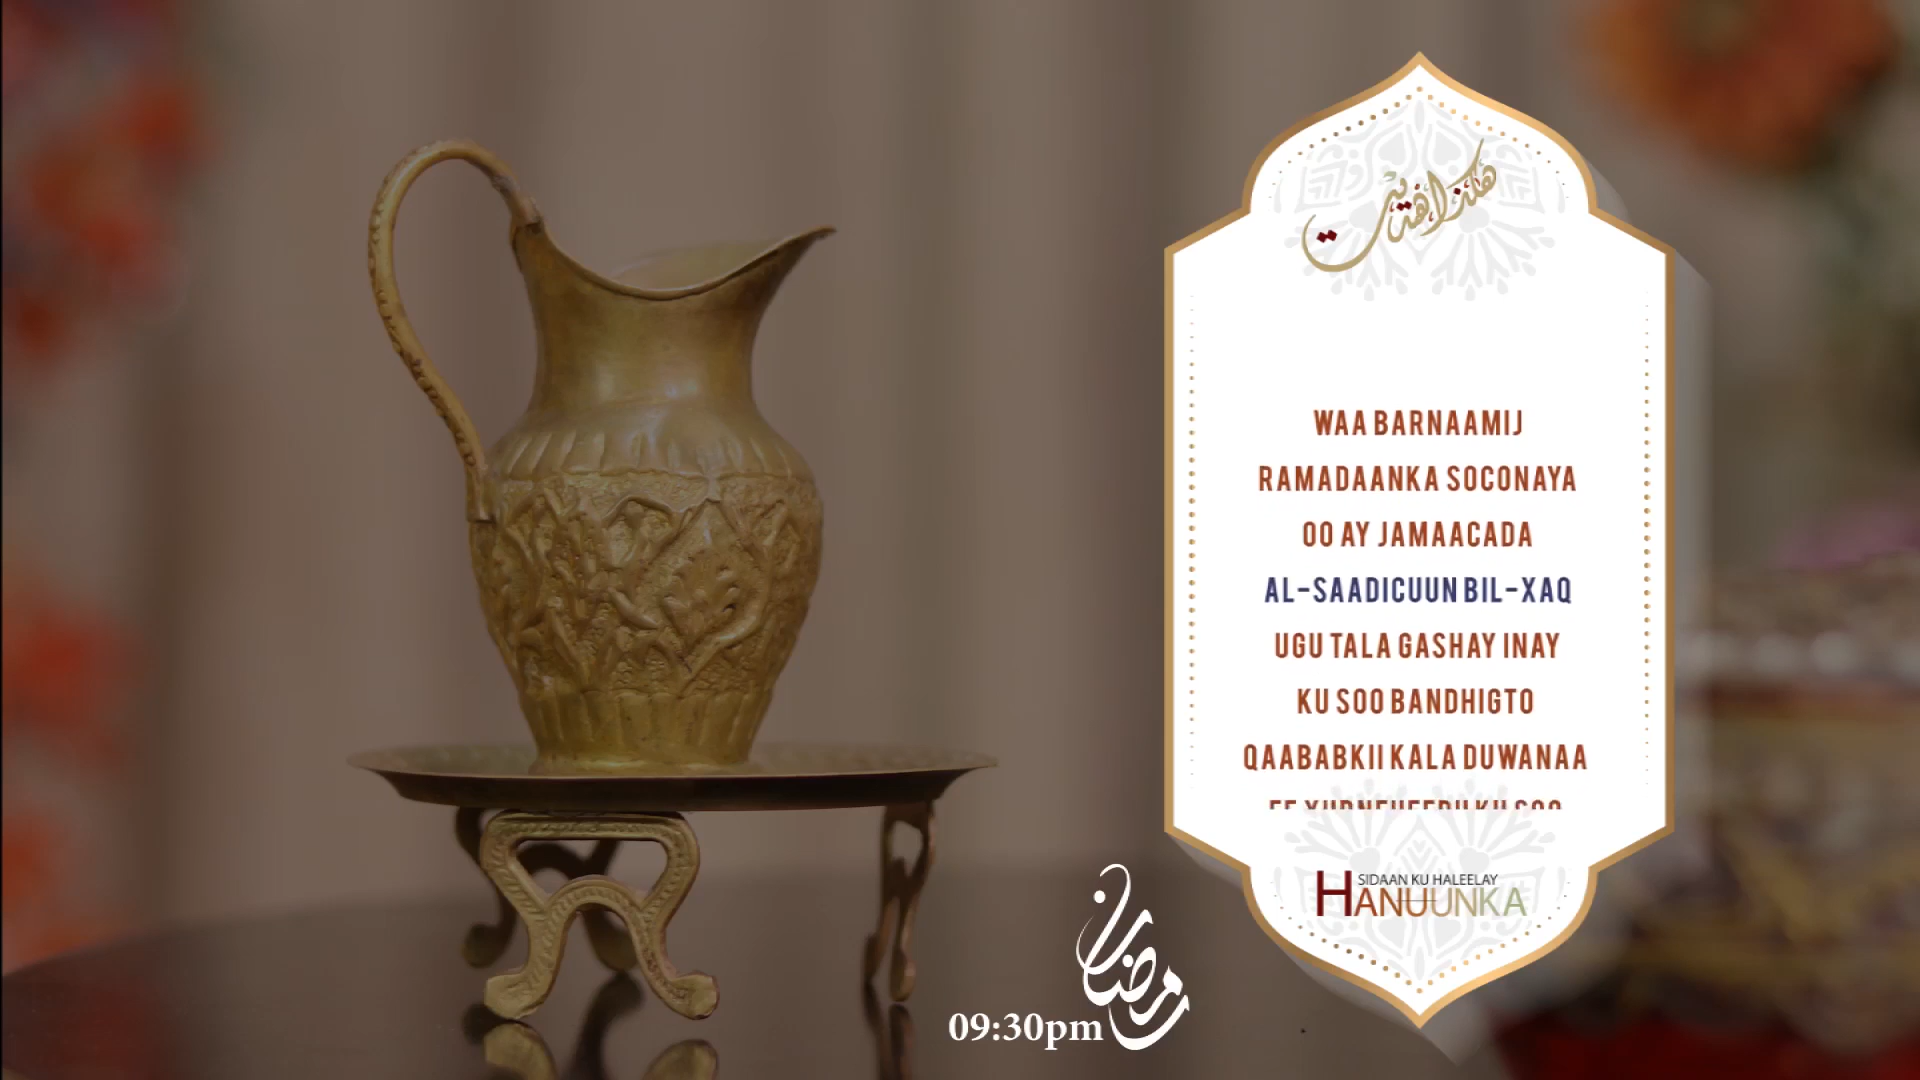 هكذا اهتديت
WAA BARNAAMIJ
RAMADAANKA SOCONAYA
OO AY JAMAACADA
AL-SAADICUUN BIL-XAQ
UGU TALA GASHAY INAY
KU SOO BANDHIGTO
QAABABKII KALA DUWANAA
SIDAAN KU HALEELAY
HANUUNKA
رمضان
09:30pm